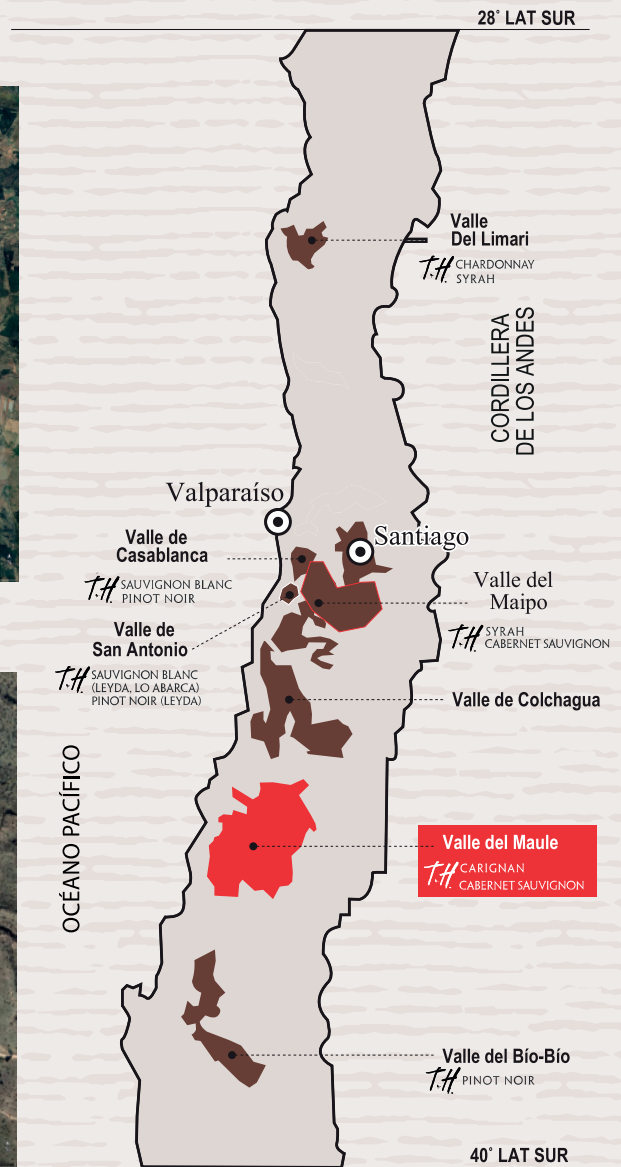 28° LAT SUR
Valle
Del Limari
T.H. CHARDONNAY
SYRAH
CORDILLERA
DE LOS ANDES
Valparaíso
Santiago
Valle de
Casablanca
T.H. SAUVIGNON BLANC
PINOT NOIR
Valle del
Maipo
T.H. SYRAH
CABERNET SAUVIGNON
Valle de
San Antonio
T.H. SAUVIGNON BLANC
(LEYDA, LO ABARCA)
PINOT NOIR (LEYDA)
Valle de Colchagua
OCÉANO PACÍFICO
Valle del Maule
T.H. CARIGNAN
CABERNET SAUVIGNON
Valle del Bío-Bío
T.H. PINOT NOIR
40° LAT SUR